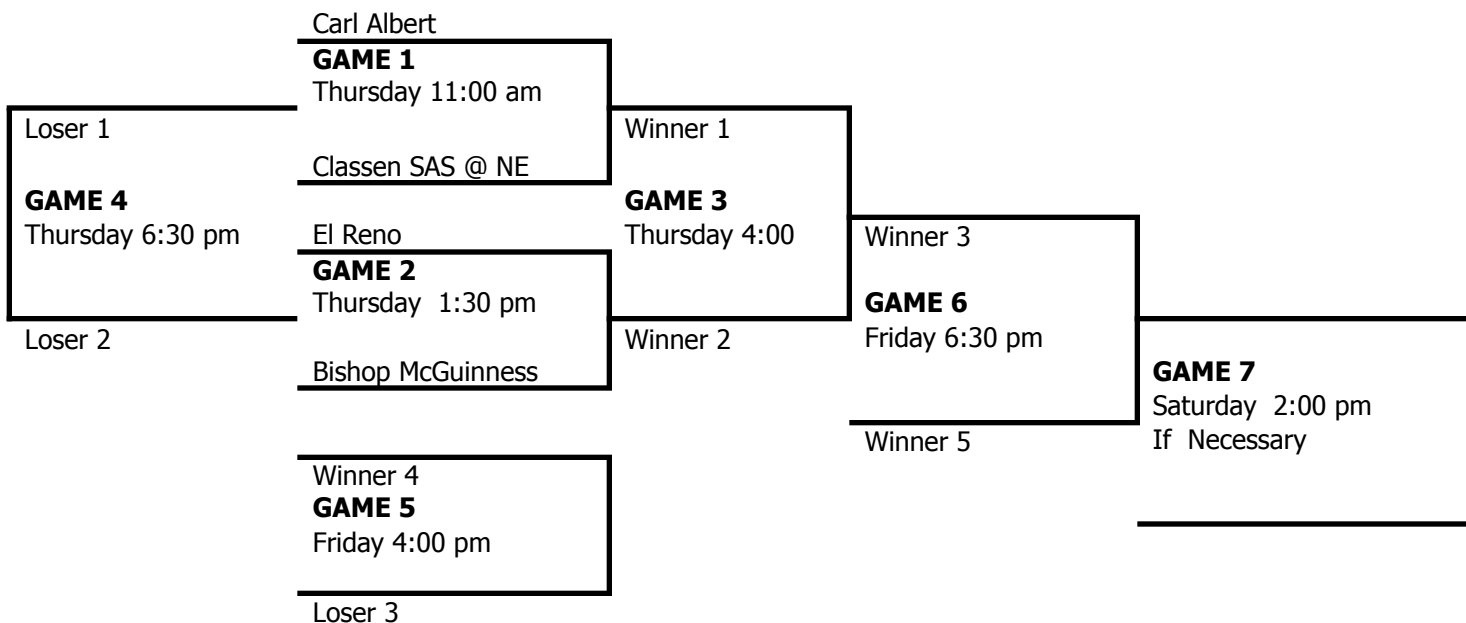 Carl Albert
GAME 1
Thursday 11:00 am
Loser 1
Winner 1
Classen SAS @ NE
GAME 4
GAME 3
Thursday 6:30 pm
El Reno
Thursday 4:00
Winner 3
GAME 2
Thursday  1:30 pm
GAME 6
Loser 2
Winner 2
Friday 6:30 pm
Bishop McGuinness
GAME 7
Saturday  2:00 pm
Winner 5
If  Necessary
Winner 4
GAME 5
Friday 4:00 pm
Loser 3